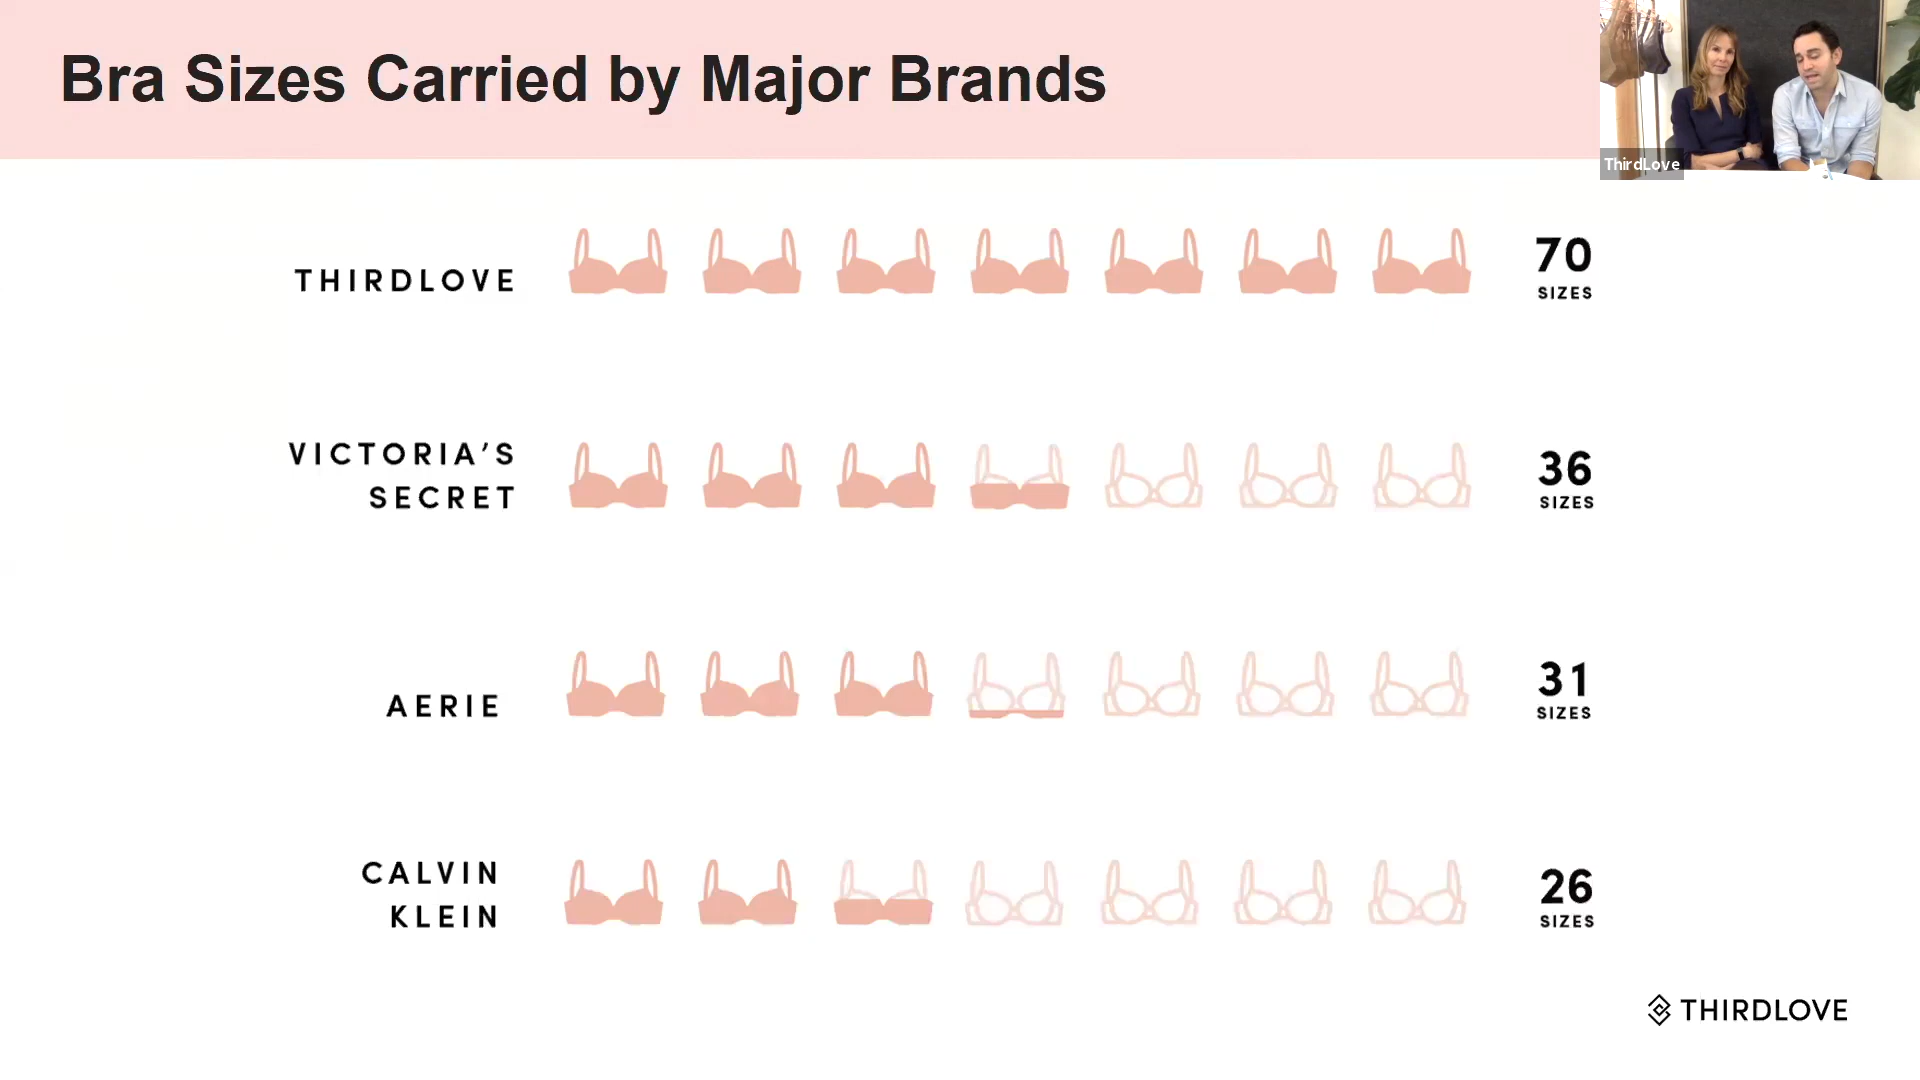 Bra Sizes Carried by Major Brands
ThirdLove
THIRDLOVE
70
SIZES
VICTORIA'S
SECRET
36
SIZES
AERIE
31
SIZES
CALVIN
KLEIN
26
SIZES
THIRDLOVE